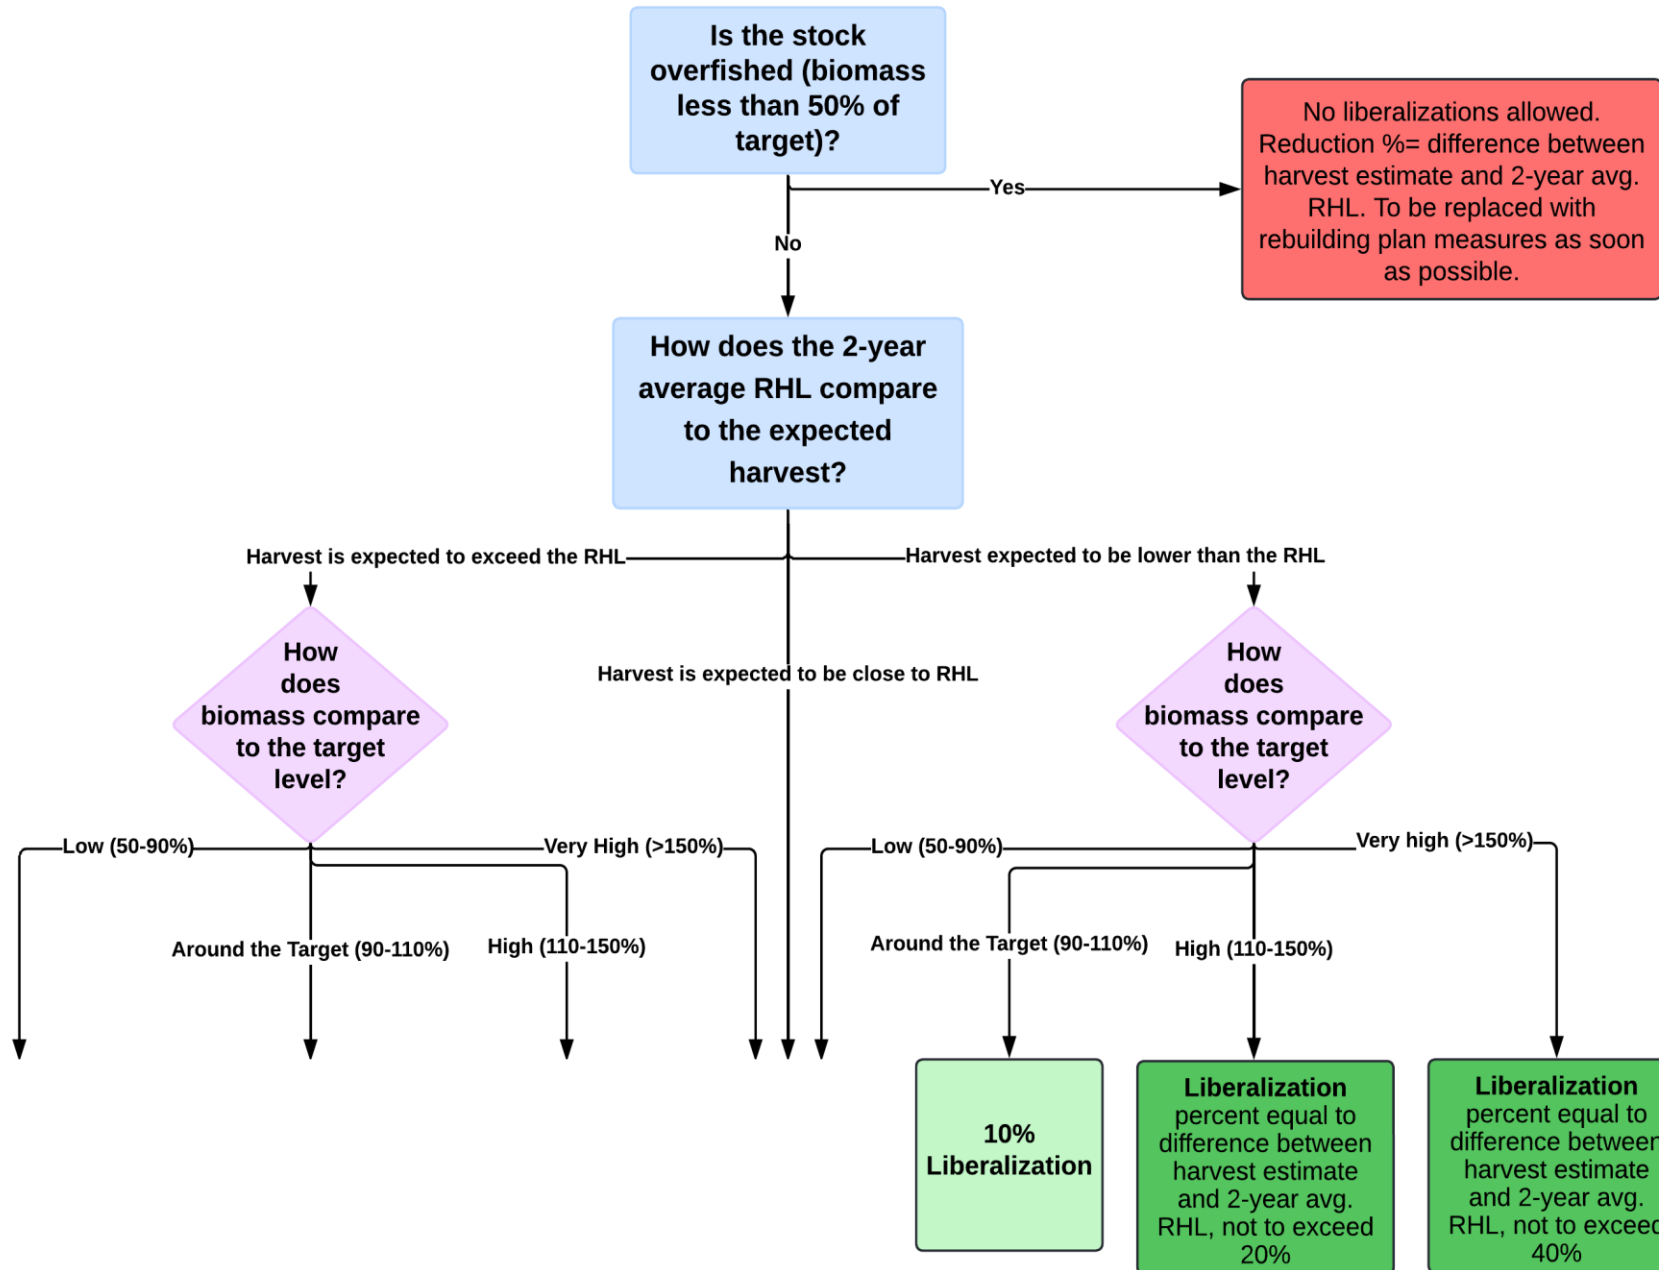 Is the stock
overfished (biomass
less than 50% of
target)?
No liberalizations allowed.
Reduction %= difference between
harvest estimate and 2-year avg.
RHL. To be replaced with
rebuilding plan measures as soon
as possible.
Yes
No
How does the 2-year
average RHL compare
to the expected
harvest?
Harvest is expected to exceed the RHL
Harvest expected to be lower than the RHL
How
does
biomass compare
to the target
level?
Harvest is expected to be close to RHL
How
does
biomass compare
to the target
level?
Low (50-90%)
Very High (>150%)
Low (50-90%)
Very high (>150%)
Around the Target (90-110%)
High (110-150%)
Around the Target (90-110%)
High (110-150%)
10%
Liberalization
Liberalization
percent equal to
difference between
harvest estimate
and 2-year avg.
RHL, not to exceed
20%
Liberalization
percent equal to
difference between
harvest estimate
and 2-year avg.
RHL, not to exceed
40%